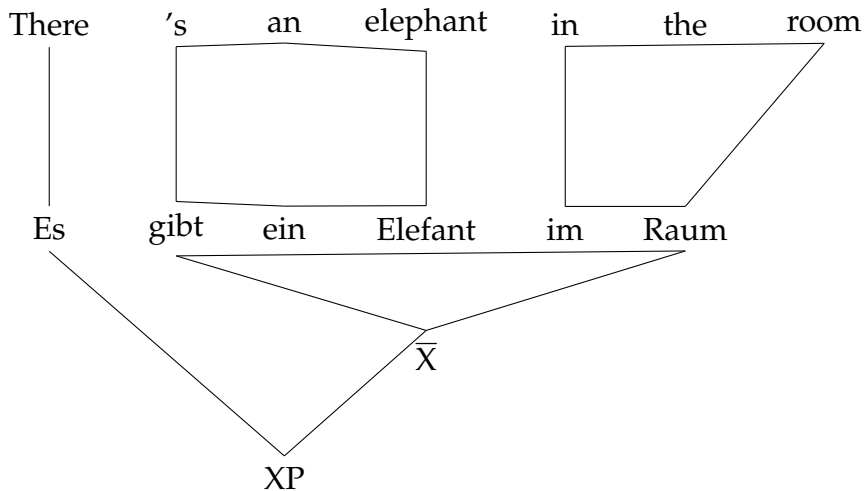 There 's an elephant in the room
Es gibt ein Elefant im Raum
X̅
XP